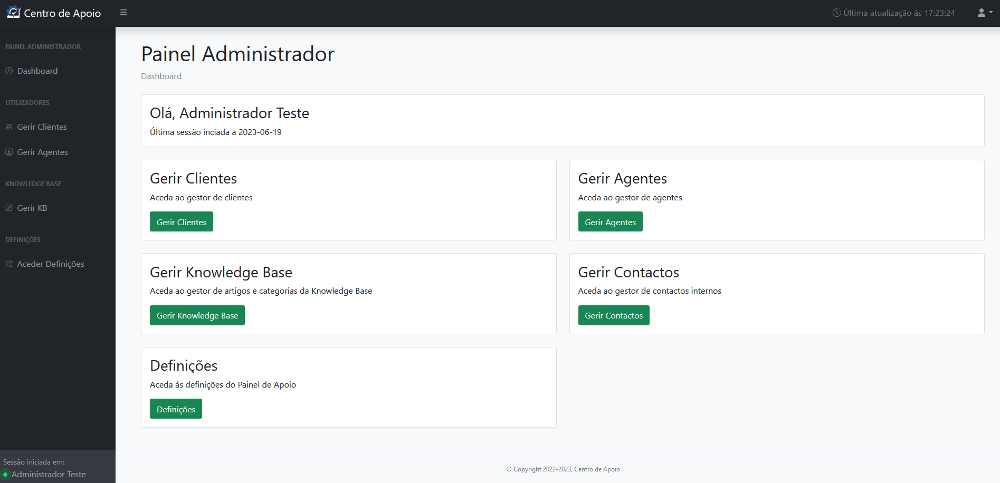 Centro de Apoio
Última atualização às 17:23:24
PAINEL ADMINISTRADOR
Dashboard
UTILIZADORES
Gerir Clientes
Gerir Agentes
KNOWLEDGE BASE
Gerir KB
DEFINIÇÕES
Aceder Definições
Sessão iniciada em:
Administrador Teste
Painel Administrador
Dashboard
Olá, Administrador Teste
Última sessão inciada a 2023-06-19
Gerir Clientes
Aceda ao gestor de clientes
Gerir Clientes
Gerir Agentes
Aceda ao gestor de agentes
Gerir Agentes
Gerir Knowledge Base
Aceda ao gestor de artigos e categorias da Knowledge Base
Gerir Knowledge Base
Gerir Contactos
Aceda ao gestor de contactos internos
Gerir Contactos
Definições
Aceda ás definições do Painel de Apoio
Definições
© Copyright 2022-2023, Centro de Apoio